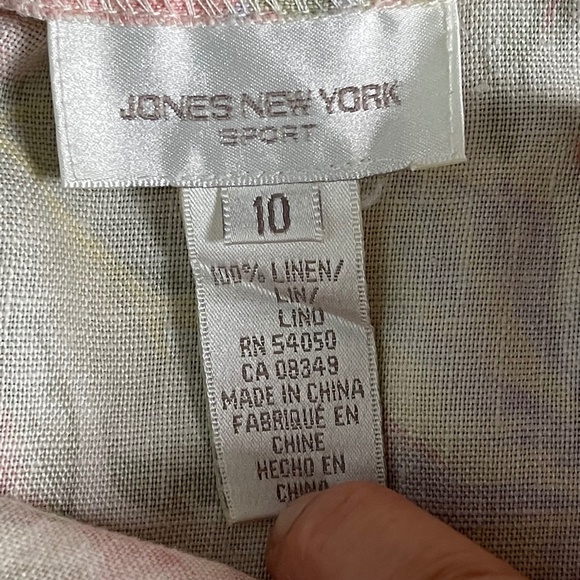 JONES NEW YORK
SPORT
10
100% LINEN/
LIN/
LINO
RN 54050
CA 08349
MADE IN CHINA
FABRIQUÉ EN
CHINE
HECHO EN
CHINA